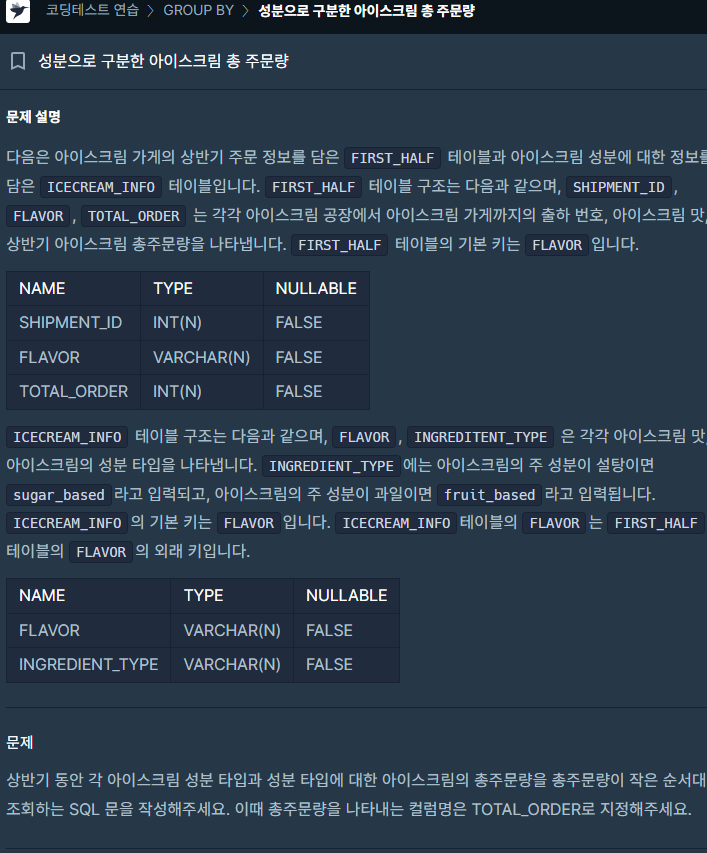 코딩테스트 연습 > GROUP BY > 성분으로 구분한 아이스크림 총 주문량
성분으로 구분한 아이스크림 총 주문량
문제 설명
다음은 아이스크림 가게의 상반기 주문 정보를 담은 FIRST_HALF 테이블과 아이스크림 성분에 대한 정보를
담은 ICECREAM_INFO 테이블입니다. FIRST_HALF 테이블 구조는 다음과 같으며, SHIPMENT_ID ,
FLAVOR , TOTAL_ORDER 는 각각 아이스크림 공장에서 아이스크림 가게까지의 출하 번호, 아이스크림 맛,
상반기 아이스크림 총주문량을 나타냅니다. FIRST_HALF 테이블의 기본 키는 FLAVOR 입니다.
NAME TYPE NULLABLE
SHIPMENT_ID INT(N) FALSE
FLAVOR VARCHAR(N) FALSE
TOTAL_ORDER INT(N) FALSE
ICECREAM_INFO 테이블 구조는 다음과 같으며, FLAVOR , INGREDITENT_TYPE 은 각각 아이스크림 맛,
아이스크림의 성분 타입을 나타냅니다. INGREDIENT_TYPE 에는 아이스크림의 주 성분이 설탕이면
sugar_based 라고 입력되고, 아이스크림의 주 성분이 과일이면 fruit_based 라고 입력됩니다.
ICECREAM_INFO 의 기본 키는 FLAVOR 입니다. ICECREAM_INFO 테이블의 FLAVOR 는 FIRST_HALF
테이블의 FLAVOR 의 외래 키입니다.
NAME TYPE NULLABLE
FLAVOR VARCHAR(N) FALSE
INGREDIENT_TYPE VARCHAR(N) FALSE
문제
상반기 동안 각 아이스크림 성분 타입과 성분 타입에 대한 아이스크림의 총주문량을 총주문량이 작은 순서대
조회하는 SQL 문을 작성해주세요. 이때 총주문량을 나타내는 컬럼명은 TOTAL_ORDER로 지정해주세요.